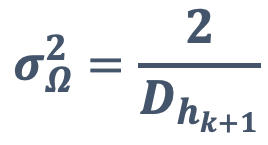 σ_Ω^2 = 2 / D_{h_{k+1}}